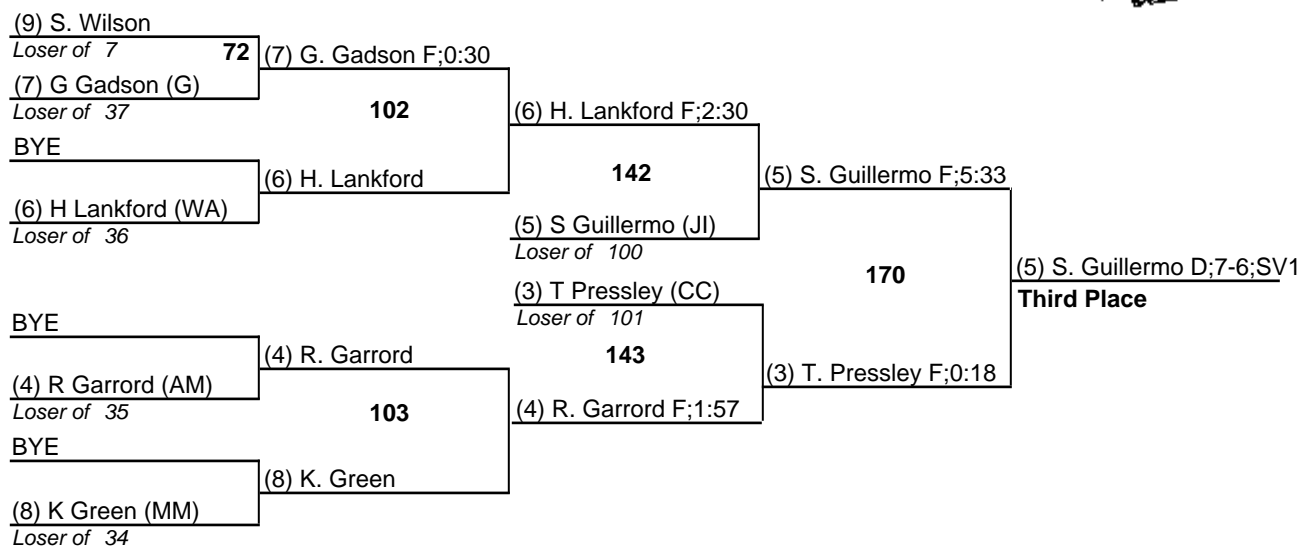 (9) S. Wilson
Loser of 7
72
(7) G. Gadson F;0:30
(7) G Gadson (G)
Loser of 37
102
(6) H. Lankford F;2:30
BYE
(6) H. Lankford
142
(5) S. Guillermo F;5:33
(6) H Lankford (WA)
Loser of 36
(5) S Guillermo (JI)
Loser of 100
170
(5) S. Guillermo D;7-6;SV1
Third Place
(3) T Pressley (CC)
Loser of 101
BYE
(4) R. Garrord
143
(3) T. Pressley F;0:18
(4) R Garrord (AM)
Loser of 35
103
(4) R. Garrord F;1:57
BYE
(8) K. Green
(8) K Green (MM)
Loser of 34